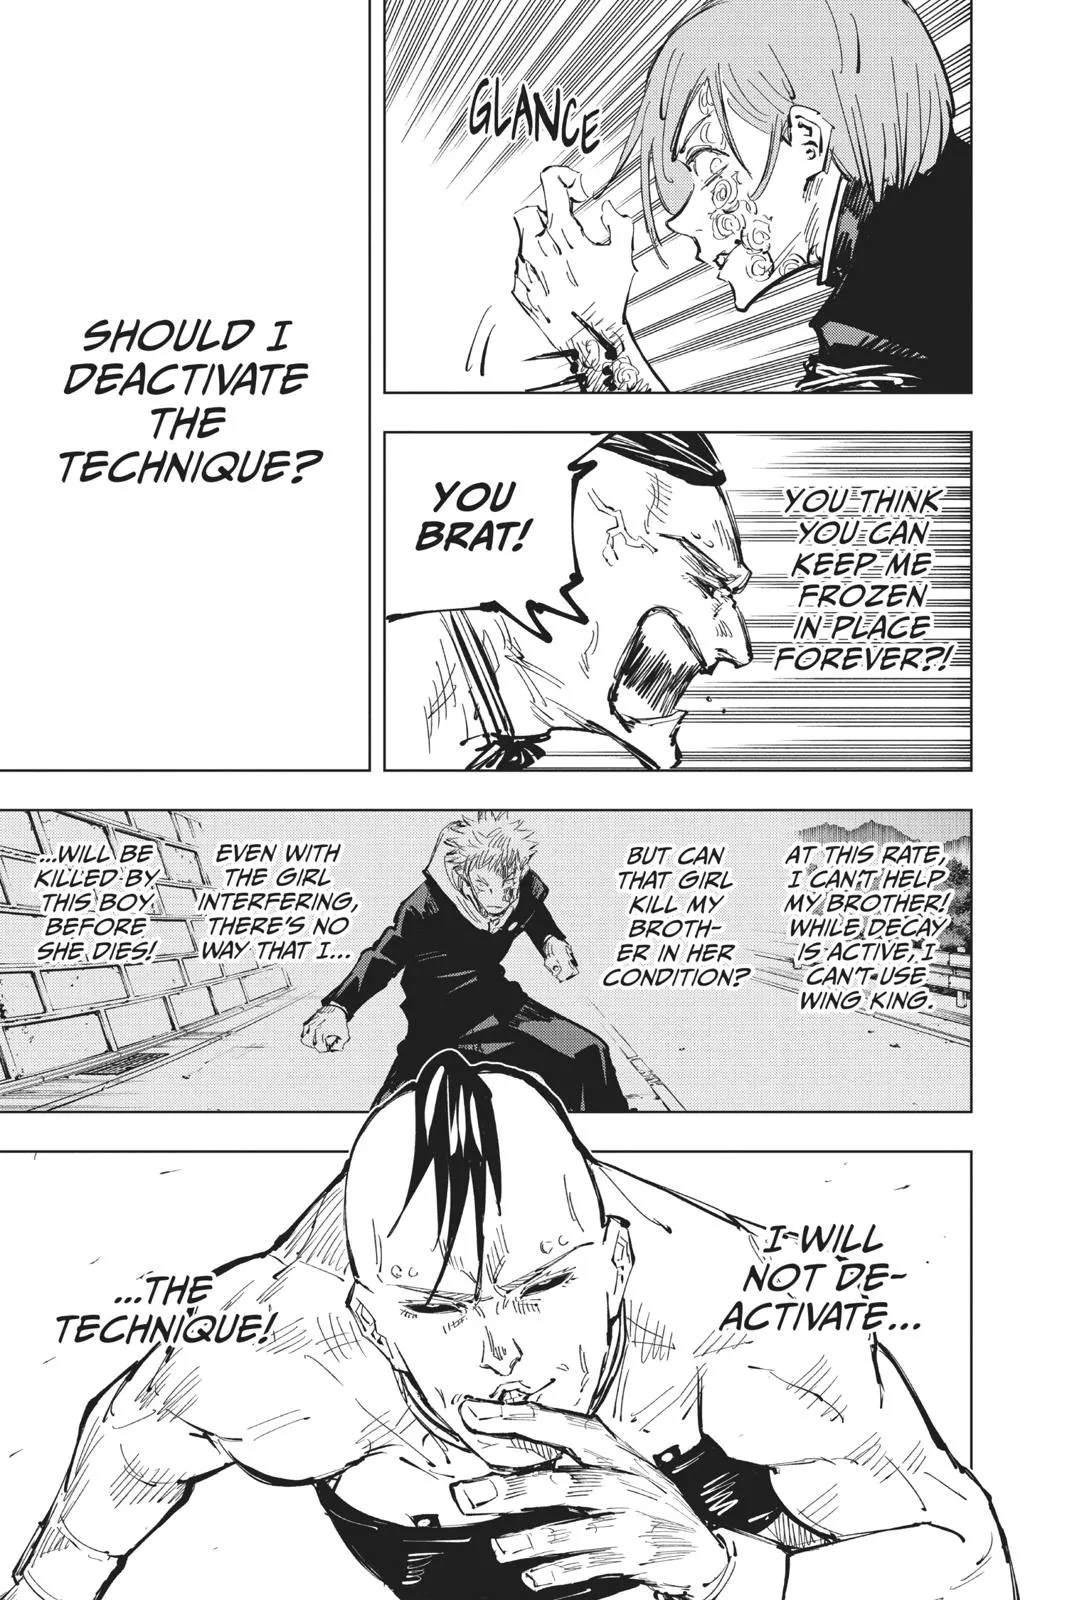 GLANCE
SHOULD I
DEACTIVATE
THE
TECHNIQUE?
YOU THINK
YOU CAN
KEEP ME
FROZEN
IN PLACE
FOREVER?!
YOU
BRAT!
AT THIS RATE,
I CAN'T HELP
MY BROTHER!
WHILE DECAY
IS ACTIVE, I
CAN'T USE
WING KING.
BUT CAN
THAT GIRL
KILL MY
BROTH-
ER IN HER
CONDITION?
EVEN WITH
THE GIRL
INTERFERING,
THERE'S NO
WAY THAT I...
...WILL BE
KILLED BY
THIS BOY
BEFORE
SHE DIES!
I WILL
NOT DE-
ACTIVATE...
...THE
TECHNIQUE!